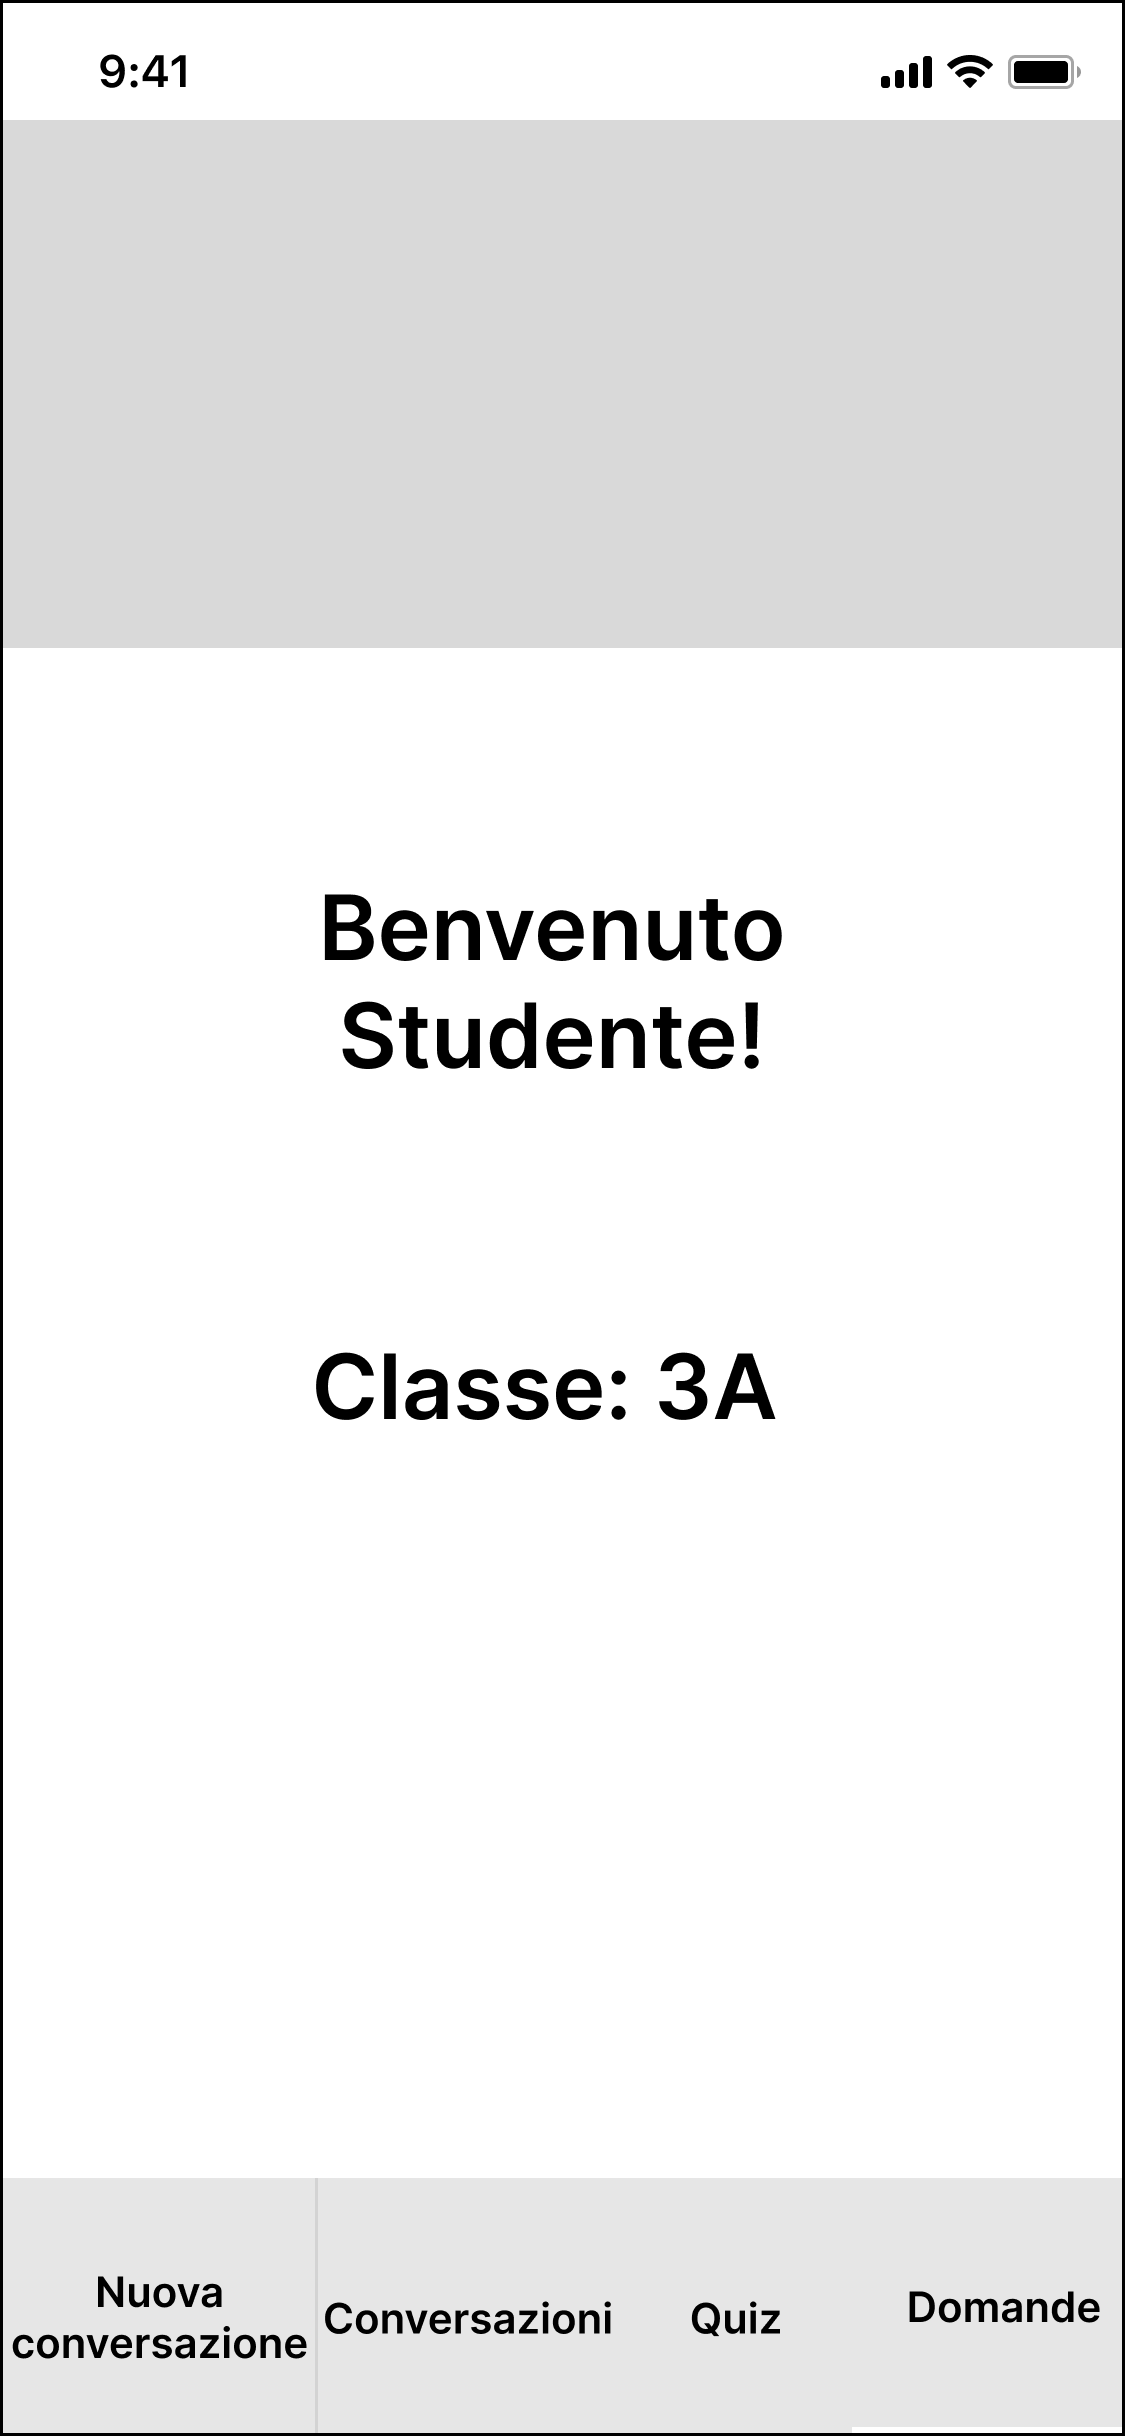 9:41
Benvenuto
Studente!
Classe: 3A
Nuova
conversazione
Conversazioni
Quiz
Domande